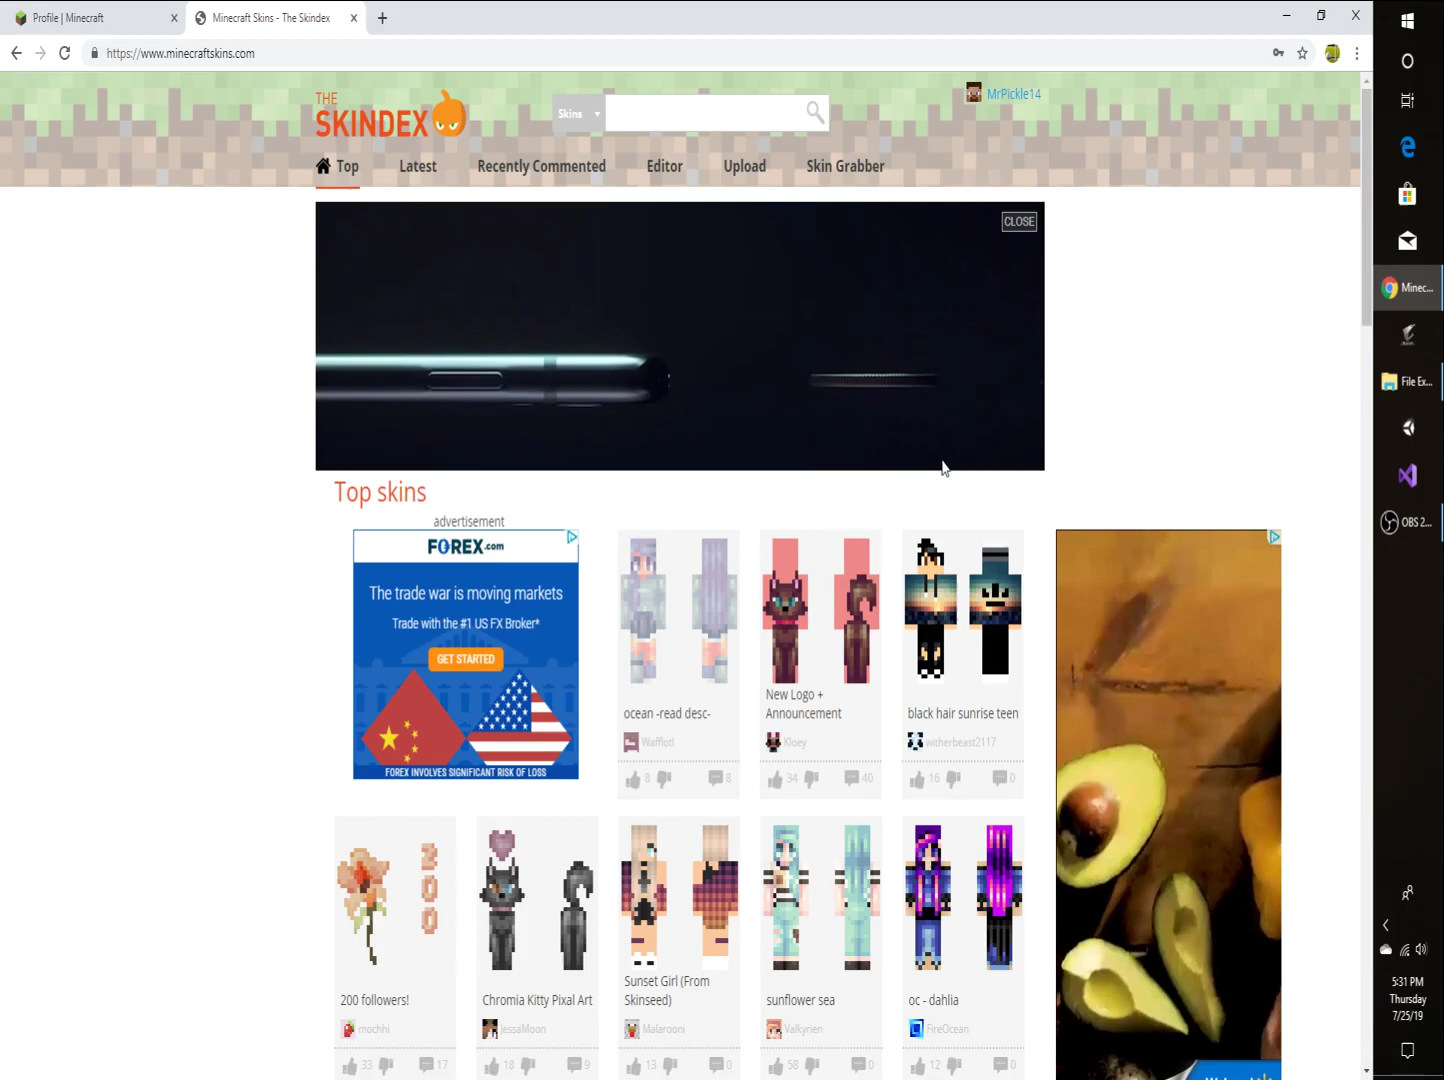 Profile | Minecraft
Minecraft Skins - The Skindex
https://www.minecraftskins.com
THE
SKINDEX
Skins
MrPickle14
Top
Latest
Recently Commented
Editor
Upload
Skin Grabber
CLOSE
Top skins
advertisement
FOREX.com
The trade war is moving markets
Trade with the #1 US FX Broker*
GET STARTED
FOREX INVOLVES SIGNIFICANT RISK OF LOSS
ocean -read desc-
Wafflotl
8
8
New Logo +
Announcement
Kloey
34
40
black hair sunrise teen
witherbeast2117
16
0
300
200 followers!
mochhi
33
17
Chromia Kitty Pixal Art
JessaMoon
18
9
Sunset Girl (From
Skinseed)
Malarooni
13
0
sunflower sea
Valkyrien
58
0
oc - dahlia
FireOcean
12
0
Minec...
File Ex...
OBS 2...
5:31 PM
Thursday
7/25/19